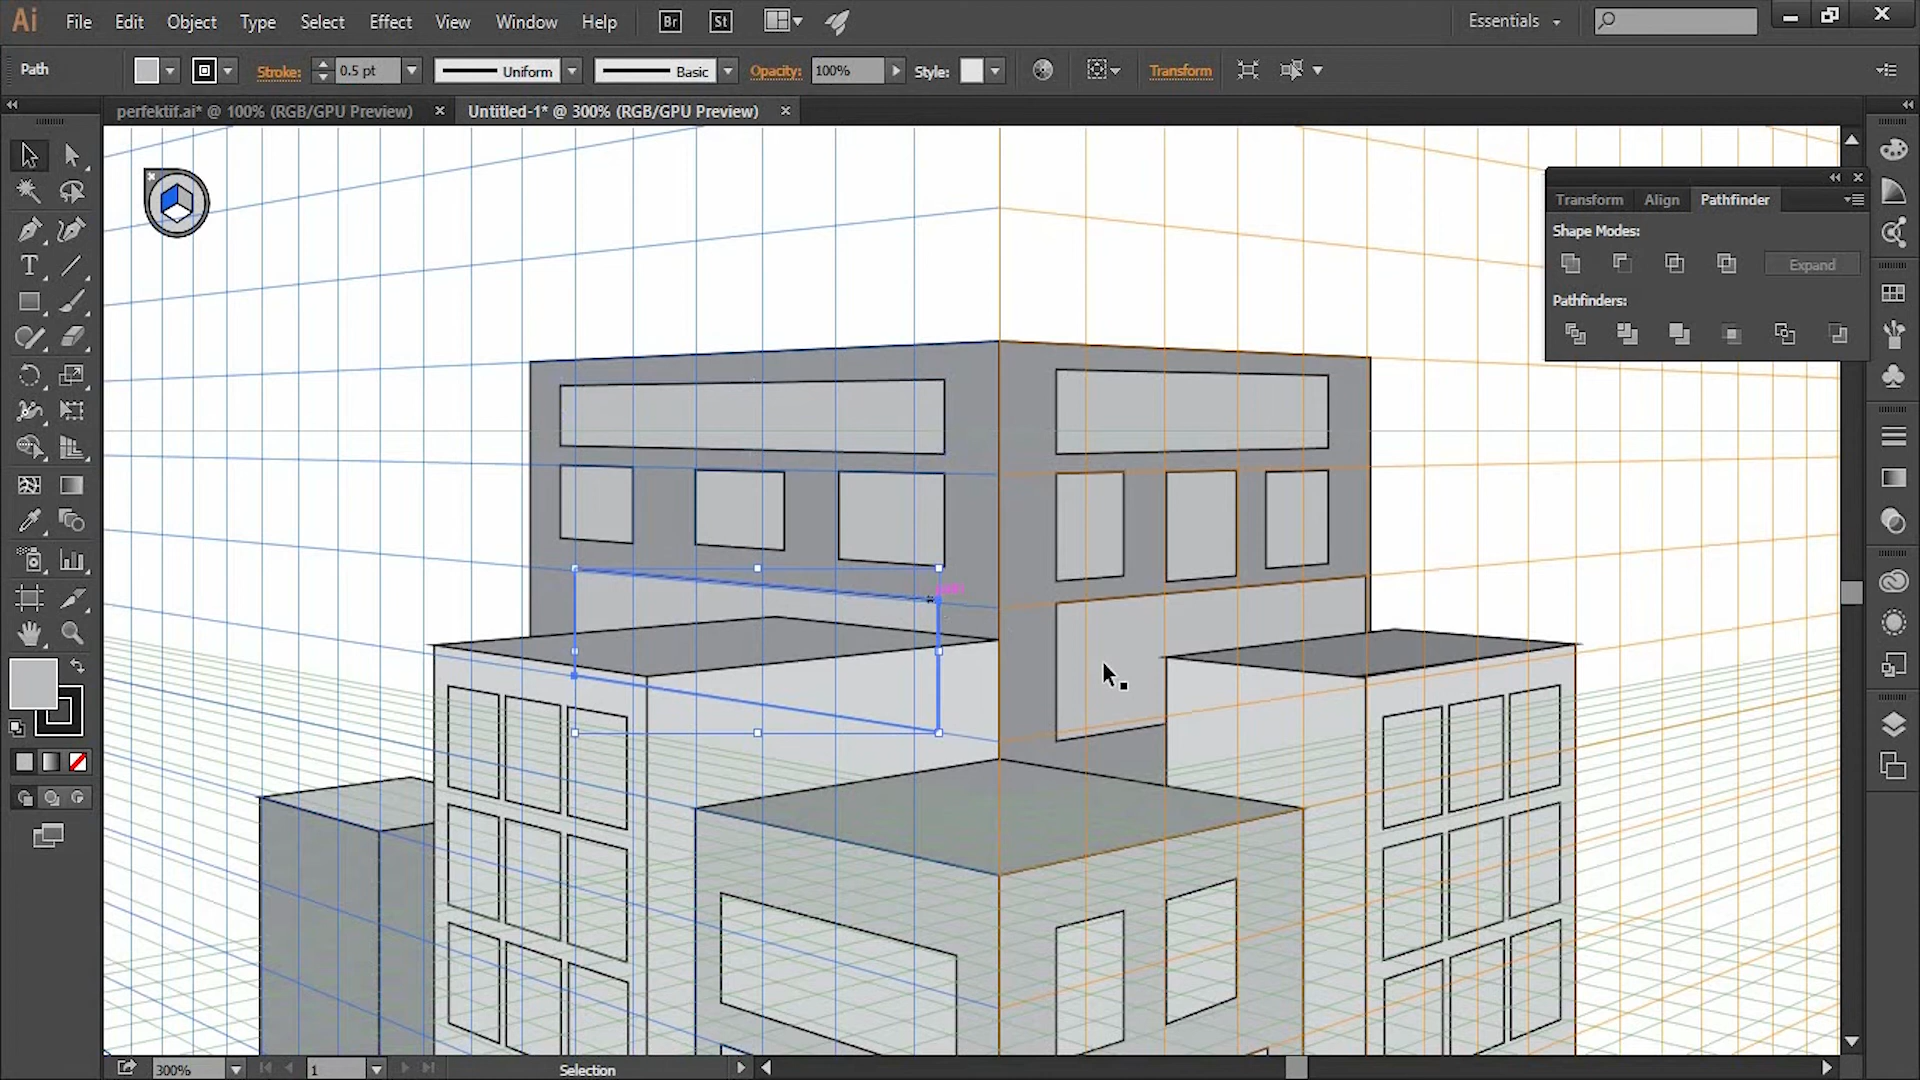 Ai File Edit Object Type Select Effect View Window Help Br St Essentials
Path Stroke: 0.5 pt Uniform Basic Opacity: 100% Style: Transform
perfektif.ai* @ 100% (RGB/GPU Preview) Untitled-1* @ 300% (RGB/GPU Preview)
Transform Align Pathfinder
Shape Modes:
Expand
Pathfinders:
300% 1 Selection